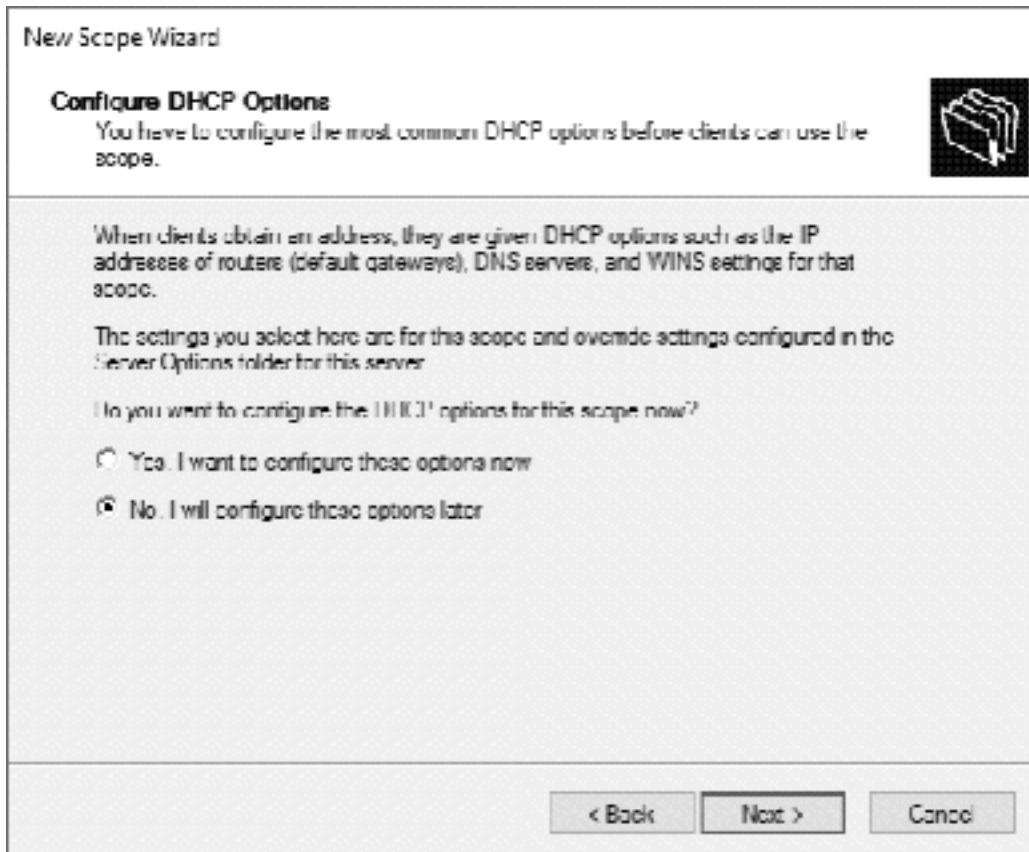 New Scope Wizard
Configure DHCP Options
You have to configure the most common DHCP options before clients can use the
scope.
When clients obtain an address, they are given DHCP options such as the IP
addresses of routers (default gateways), DNS servers, and WINS settings for that
scope.
The settings you select here are for this scope and override settings configured in the
Server Options folder for this server.
Do you want to configure the DHCP options for this scope now?
Yes, I want to configure these options now
No, I will configure these options later
< Back
Next >
Cancel